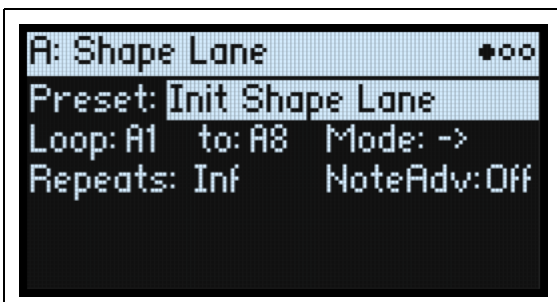 A: Shape Lane
Preset: Init Shape Lane
Loop: A1 to: A8 Mode: ->
Repeats: Inf NoteAdv:Off